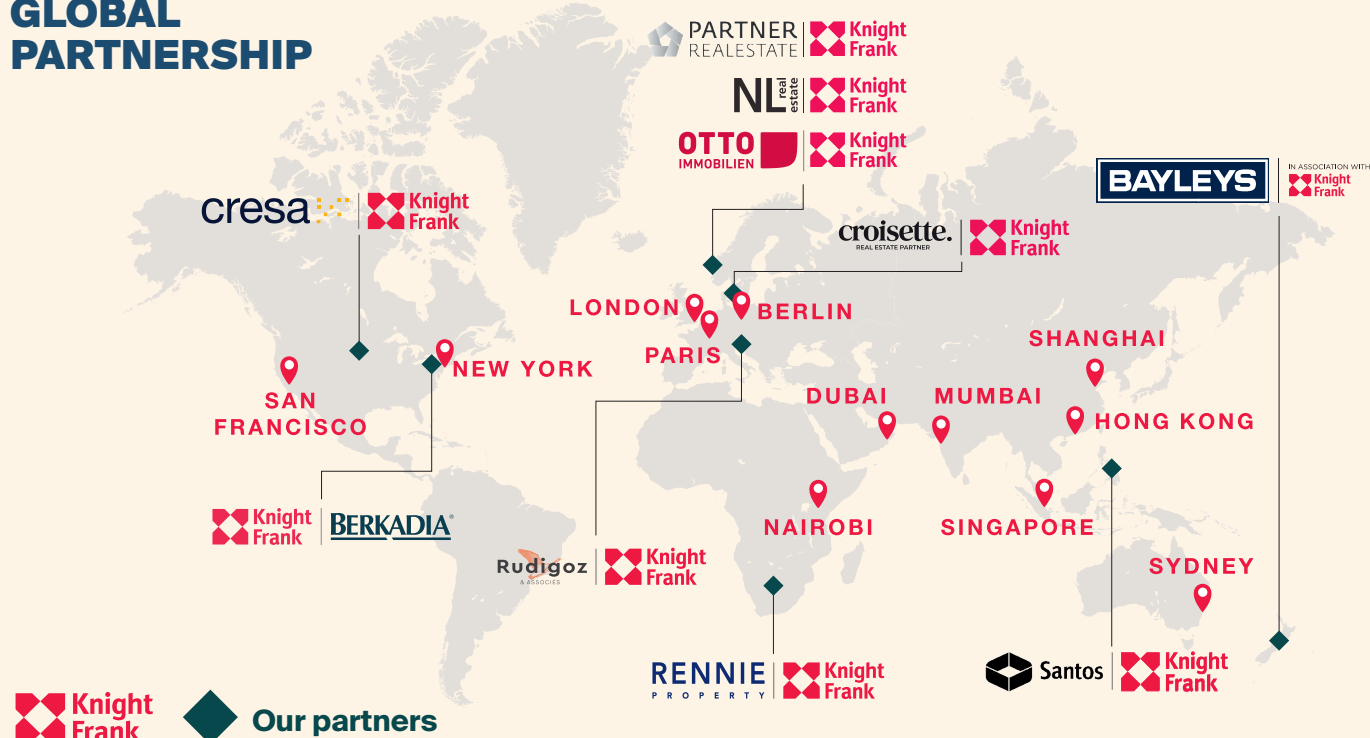 GLOBAL
PARTNERSHIP
PARTNER
REALESTATE
Knight
Frank
NL real estate
Knight
Frank
OTTO
IMMOBILIEN
Knight
Frank
BAYLEYS
IN ASSOCIATION WITH
Knight
Frank
cresa
Knight
Frank
croisette.
REAL ESTATE PARTNER
Knight
Frank
LONDON
BERLIN
PARIS
NEW YORK
SAN
FRANCISCO
SHANGHAI
DUBAI
MUMBAI
HONG KONG
NAIROBI
SINGAPORE
SYDNEY
Knight
Frank
BERKADIA®
Rudigoz
& ASSOCIÉS
Knight
Frank
RENNIE
PROPERTY
Knight
Frank
Santos
Knight
Frank
Knight
Frank
Our partners